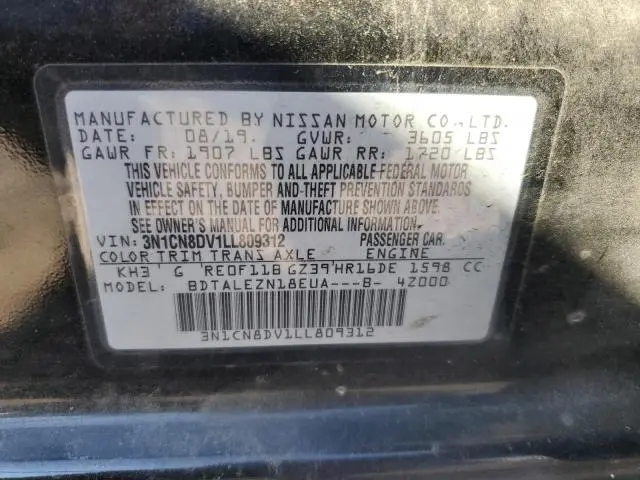 MANUFACTURED BY NISSAN MOTOR CO.,LTD.
DATE: 08/19. GVWR: 3605 LBS
GAWR FR: 1907 LBS GAWR RR: 1720 LBS
THIS VEHICLE CONFORMS TO ALL APPLICABLE FEDERAL MOTOR
VEHICLE SAFETY, BUMPER AND-THEFT PREVENTION STANDARDS
IN EFFECT ON THE DATE OF MANUFACTURE SHOWN ABOVE.
SEE OWNER'S MANUAL FOR ADDITIONAL INFORMATION.
VIN: 3N1CN8DV1LL809312 PASSENGER CAR
COLOR TRIM TRANS AXLE ENGINE
KH3 G RE0F11B GZ39 HR16DE 1598 CC
MODEL: BDTALEZN18EUA---B- 4Z000
3N1CN8DV1LL809312